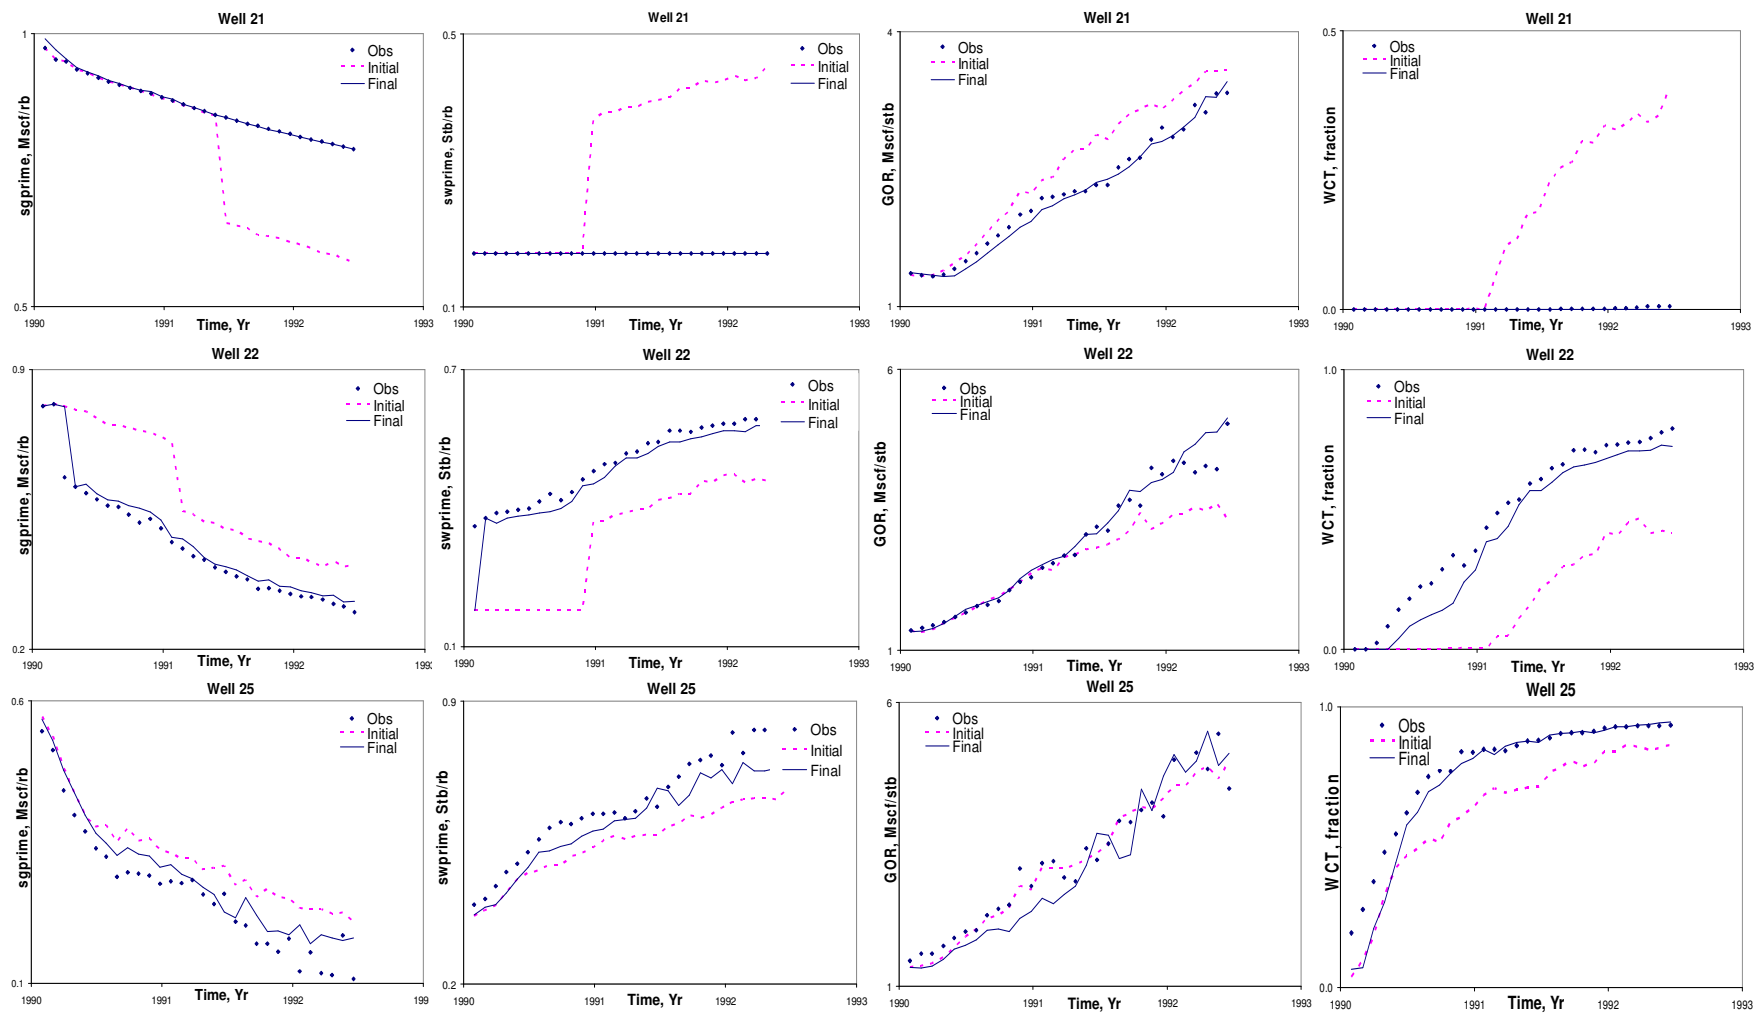 Well 21
1
Obs
Initial
Final
sgprime, Mscf/rb
0.5
1990
1991
Time, Yr
1992
1993
Well 21
0.5
Obs
Initial
Final
swprime, Stb/rb
0.1
1990
1991
Time, Yr
1992
1993
Well 21
4
Obs
Initial
Final
GOR, Mscf/stb
1
1990
1991
Time, Yr
1992
1993
Well 21
0.5
Obs
Initial
Final
WCT, fraction
0.0
1990
1991
Time, Yr
1992
1993
Well 22
0.9
Obs
Initial
Final
sgprime, Mscf/rb
0.2
1990
1991
Time, Yr
1992
Well 22
0.7
Obs
Initial
Final
swprime, Stb/rb
0.1
1990
1991
Time, Yr
1992
1993
Well 22
6
Obs
Initial
Final
GOR, Mscf/stb
1
1990
1991
Time, Yr
1992
1993
Well 22
1.0
Obs
Initial
Final
WCT, fraction
0.0
1990
1991
Time, Yr
1992
1993
Well 25
0.6
Obs
Initial
Final
sgprime, Mscf/rb
0.1
1990
1991
Time, Yr
1992
Well 25
0.9
Obs
Initial
Final
swprime, Stb/rb
0.2
1990
1991
Time, Yr
1992
1993
Well 25
6
Obs
Initial
Final
GOR, Mscf/stb
1
1990
1991
Time, Yr
1992
1993
Well 25
1.0
Obs
Initial
Final
WCT, fraction
0.0
1990
1991
Time, Yr
1992
1993